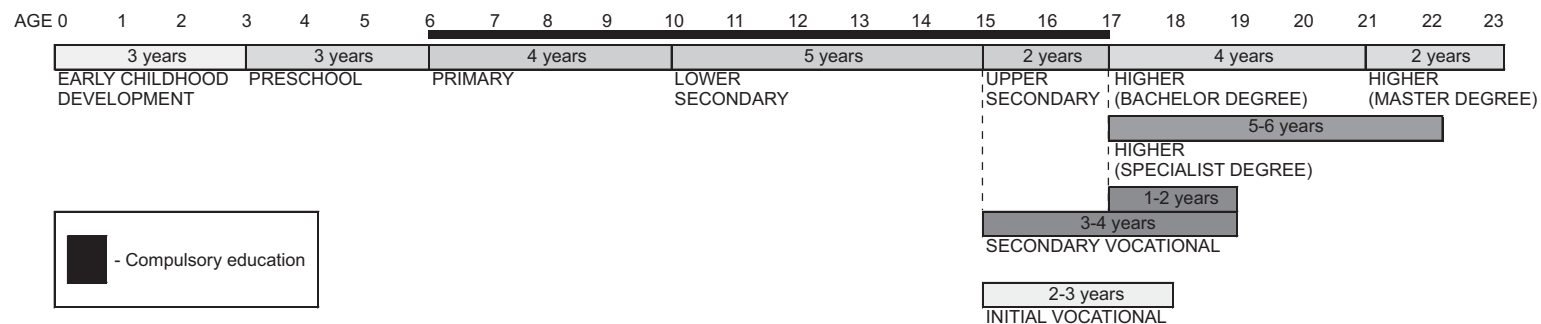 AGE 0 1 2 3 4 5 6 7 8 9 10 11 12 13 14 15 16 17 18 19 20 21 22 23
3 years 3 years 4 years 5 years 2 years 4 years 2 years
EARLY CHILDHOOD DEVELOPMENT
PRESCHOOL
PRIMARY
LOWER SECONDARY
UPPER SECONDARY
HIGHER (BACHELOR DEGREE)
HIGHER (MASTER DEGREE)
5-6 years
HIGHER
(SPECIALIST DEGREE)
1-2 years
3-4 years
SECONDARY VOCATIONAL
- Compulsory education
2-3 years
INITIAL VOCATIONAL